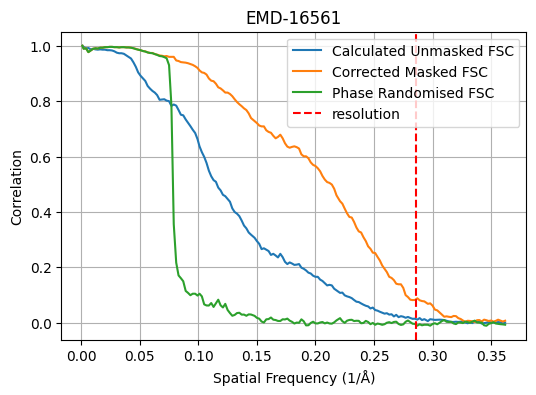 EMD-16561
Calculated Unmasked FSC
Corrected Masked FSC
Phase Randomised FSC
resolution
Correlation
1.0
0.8
0.6
0.4
0.2
0.0
0.00 0.05 0.10 0.15 0.20 0.25 0.30 0.35
Spatial Frequency (1/Å)